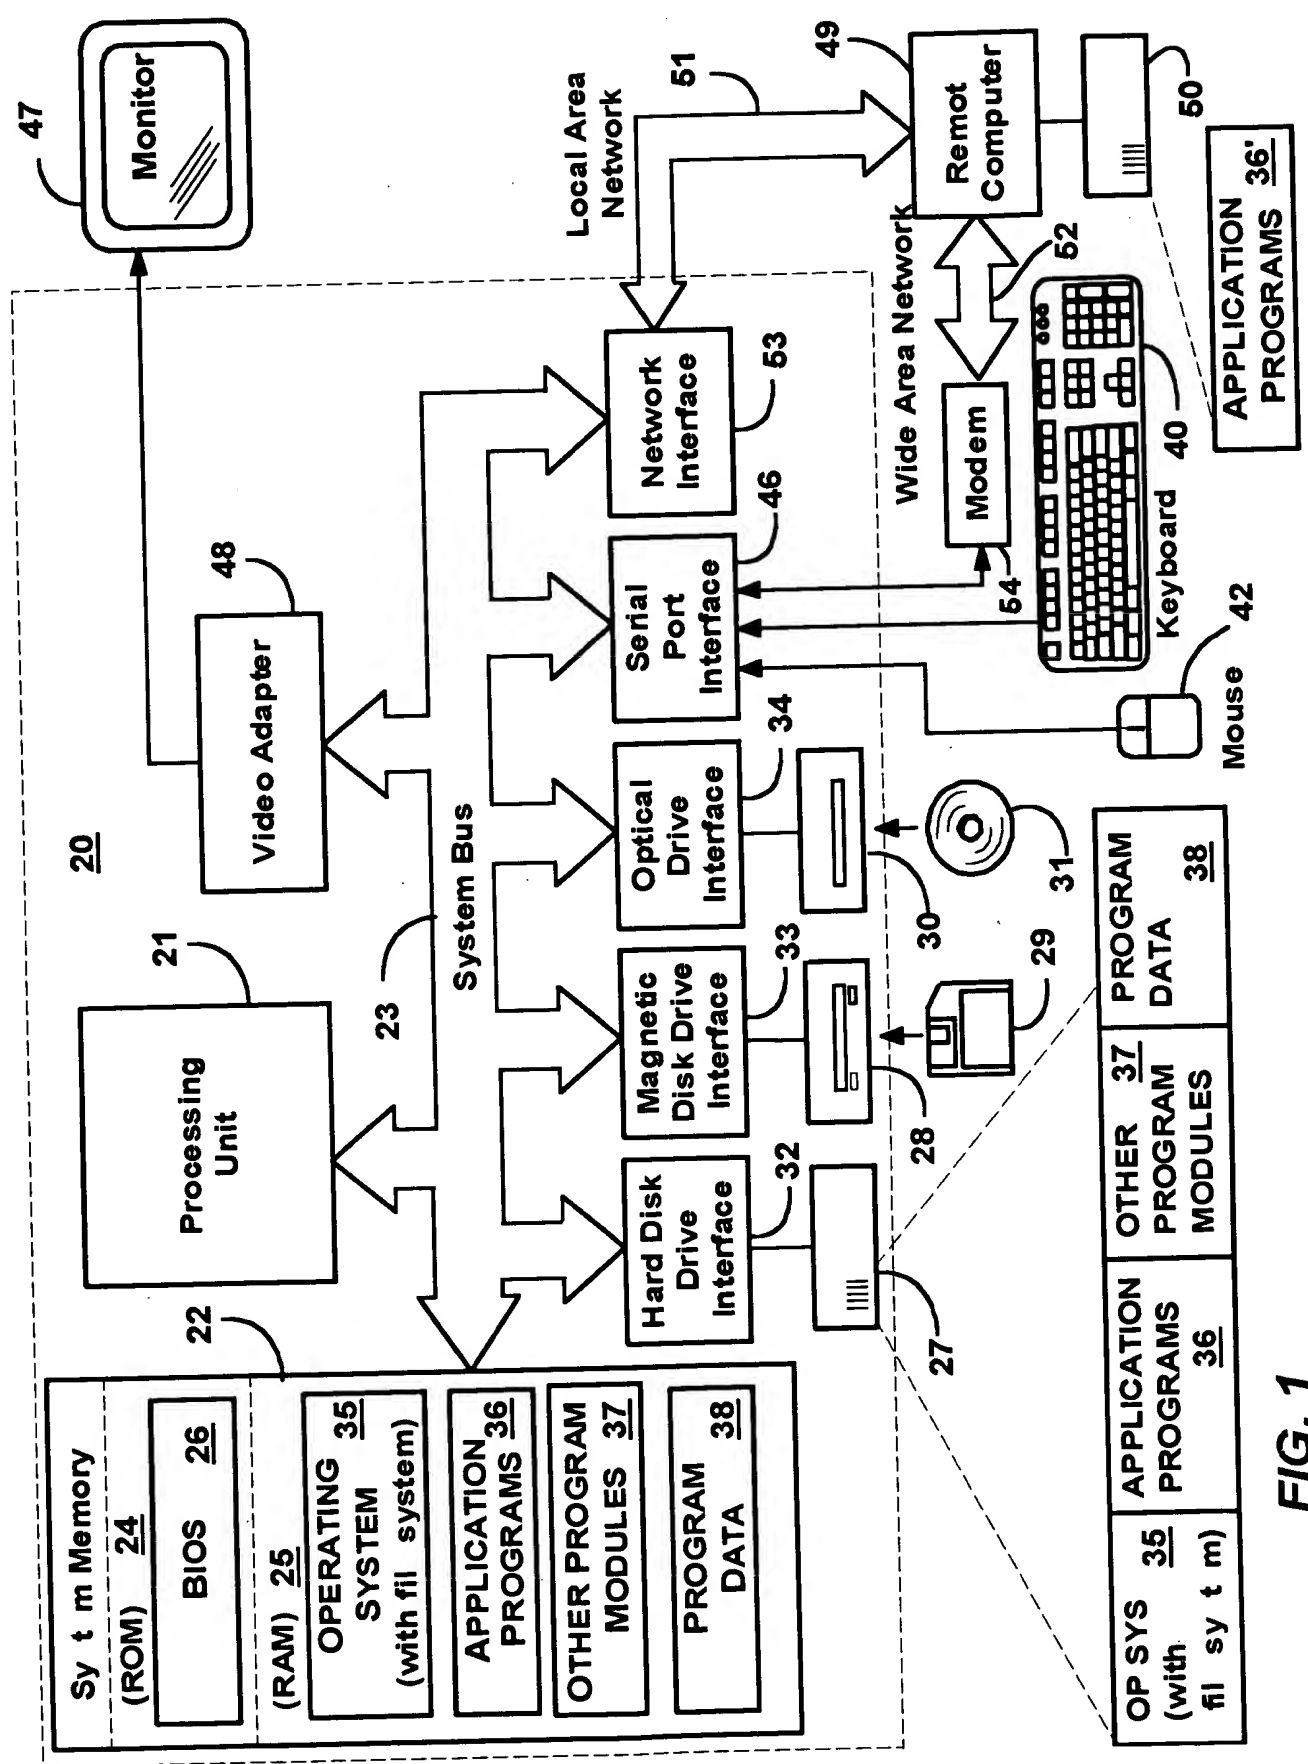 Sy t m Memory
(ROM) 24
BIOS 26
(RAM) 25
OPERATING
SYSTEM 35
(with fil system)
APPLICATION
PROGRAMS 36
OTHER PROGRAM
MODULES 37
PROGRAM
DATA 38
22
Processing
Unit
21
20
Video Adapter
48
47
Monitor
23
System Bus
Hard Disk
Drive
Interface
32
Magnetic
Disk Drive
Interface
33
Optical
Drive
Interface
34
Serial
Port
Interface
46
Network
Interface
53
Local Area
Network
51
49
Remot
Computer
50
Wide Area Network
52
Modem
54
27
28
29
30
31
Mouse
42
Keyboard
40
APPLICATION
PROGRAMS 36'
OP SYS 35
(with
fil sy t m)
APPLICATION
PROGRAMS
36
OTHER 37
PROGRAM
MODULES
PROGRAM
DATA
38
FIG. 1